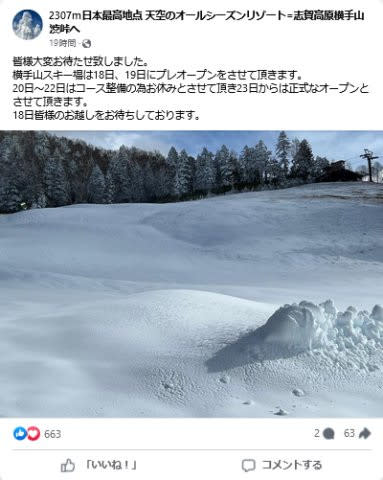 2307m日本最高地点 天空のオールシーズンリゾート=志賀高原横手山
渋峠へ
19時間
皆様大変お待たせ致しました。
横手山スキー場は18日、19日にプレオープンをさせて頂きます。
20日～22日はコース整備の為お休みとさせて頂き23日からは正式なオープンと
させて頂きます。
18日皆様のお越しをお待ちしております。
663
2
63
「いいね！」
コメントする